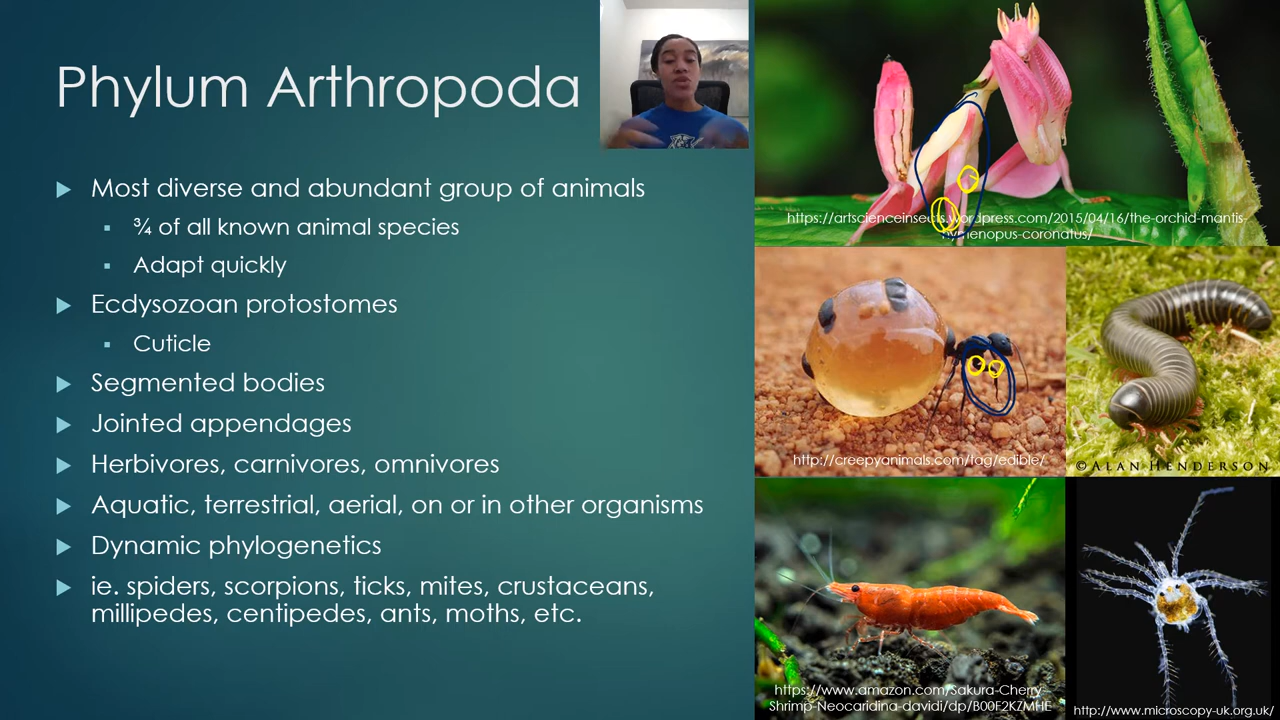 Phylum Arthropoda
Most diverse and abundant group of animals
¾ of all known animal species
Adapt quickly
Ecdysozoan protostomes
Cuticle
Segmented bodies
Jointed appendages
Herbivores, carnivores, omnivores
Aquatic, terrestrial, aerial, on or in other organisms
Dynamic phylogenetics
ie. spiders, scorpions, ticks, mites, crustaceans,
millipedes, centipedes, ants, moths, etc.
https://artscienceinsects.wordpress.com/2015/04/16/the-orchid-mantis-
hymenopus-coronatus/
http://creepyanimals.com/tag/edible/
©ALAN HENDERSON
https://www.amazon.com/Sakura-Cherry-
Shrimp-Neocaridina-davidi/dp/B00F2KZMHE
http://www.microscopy-uk.org.uk/